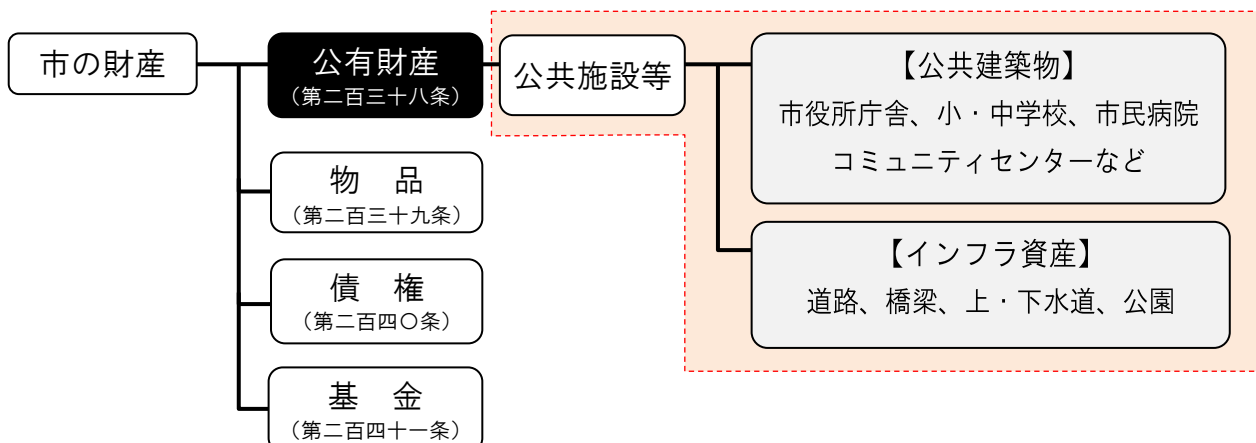 市の財産
公有財産
（第二百三十八条）
公共施設等
【公共建築物】
市役所庁舎、小・中学校、市民病院
コミュニティセンターなど
物　品
（第二百三十九条）
【インフラ資産】
道路、橋梁、上・下水道、公園
債　権
（第二百四〇条）
基　金
（第二百四十一条）